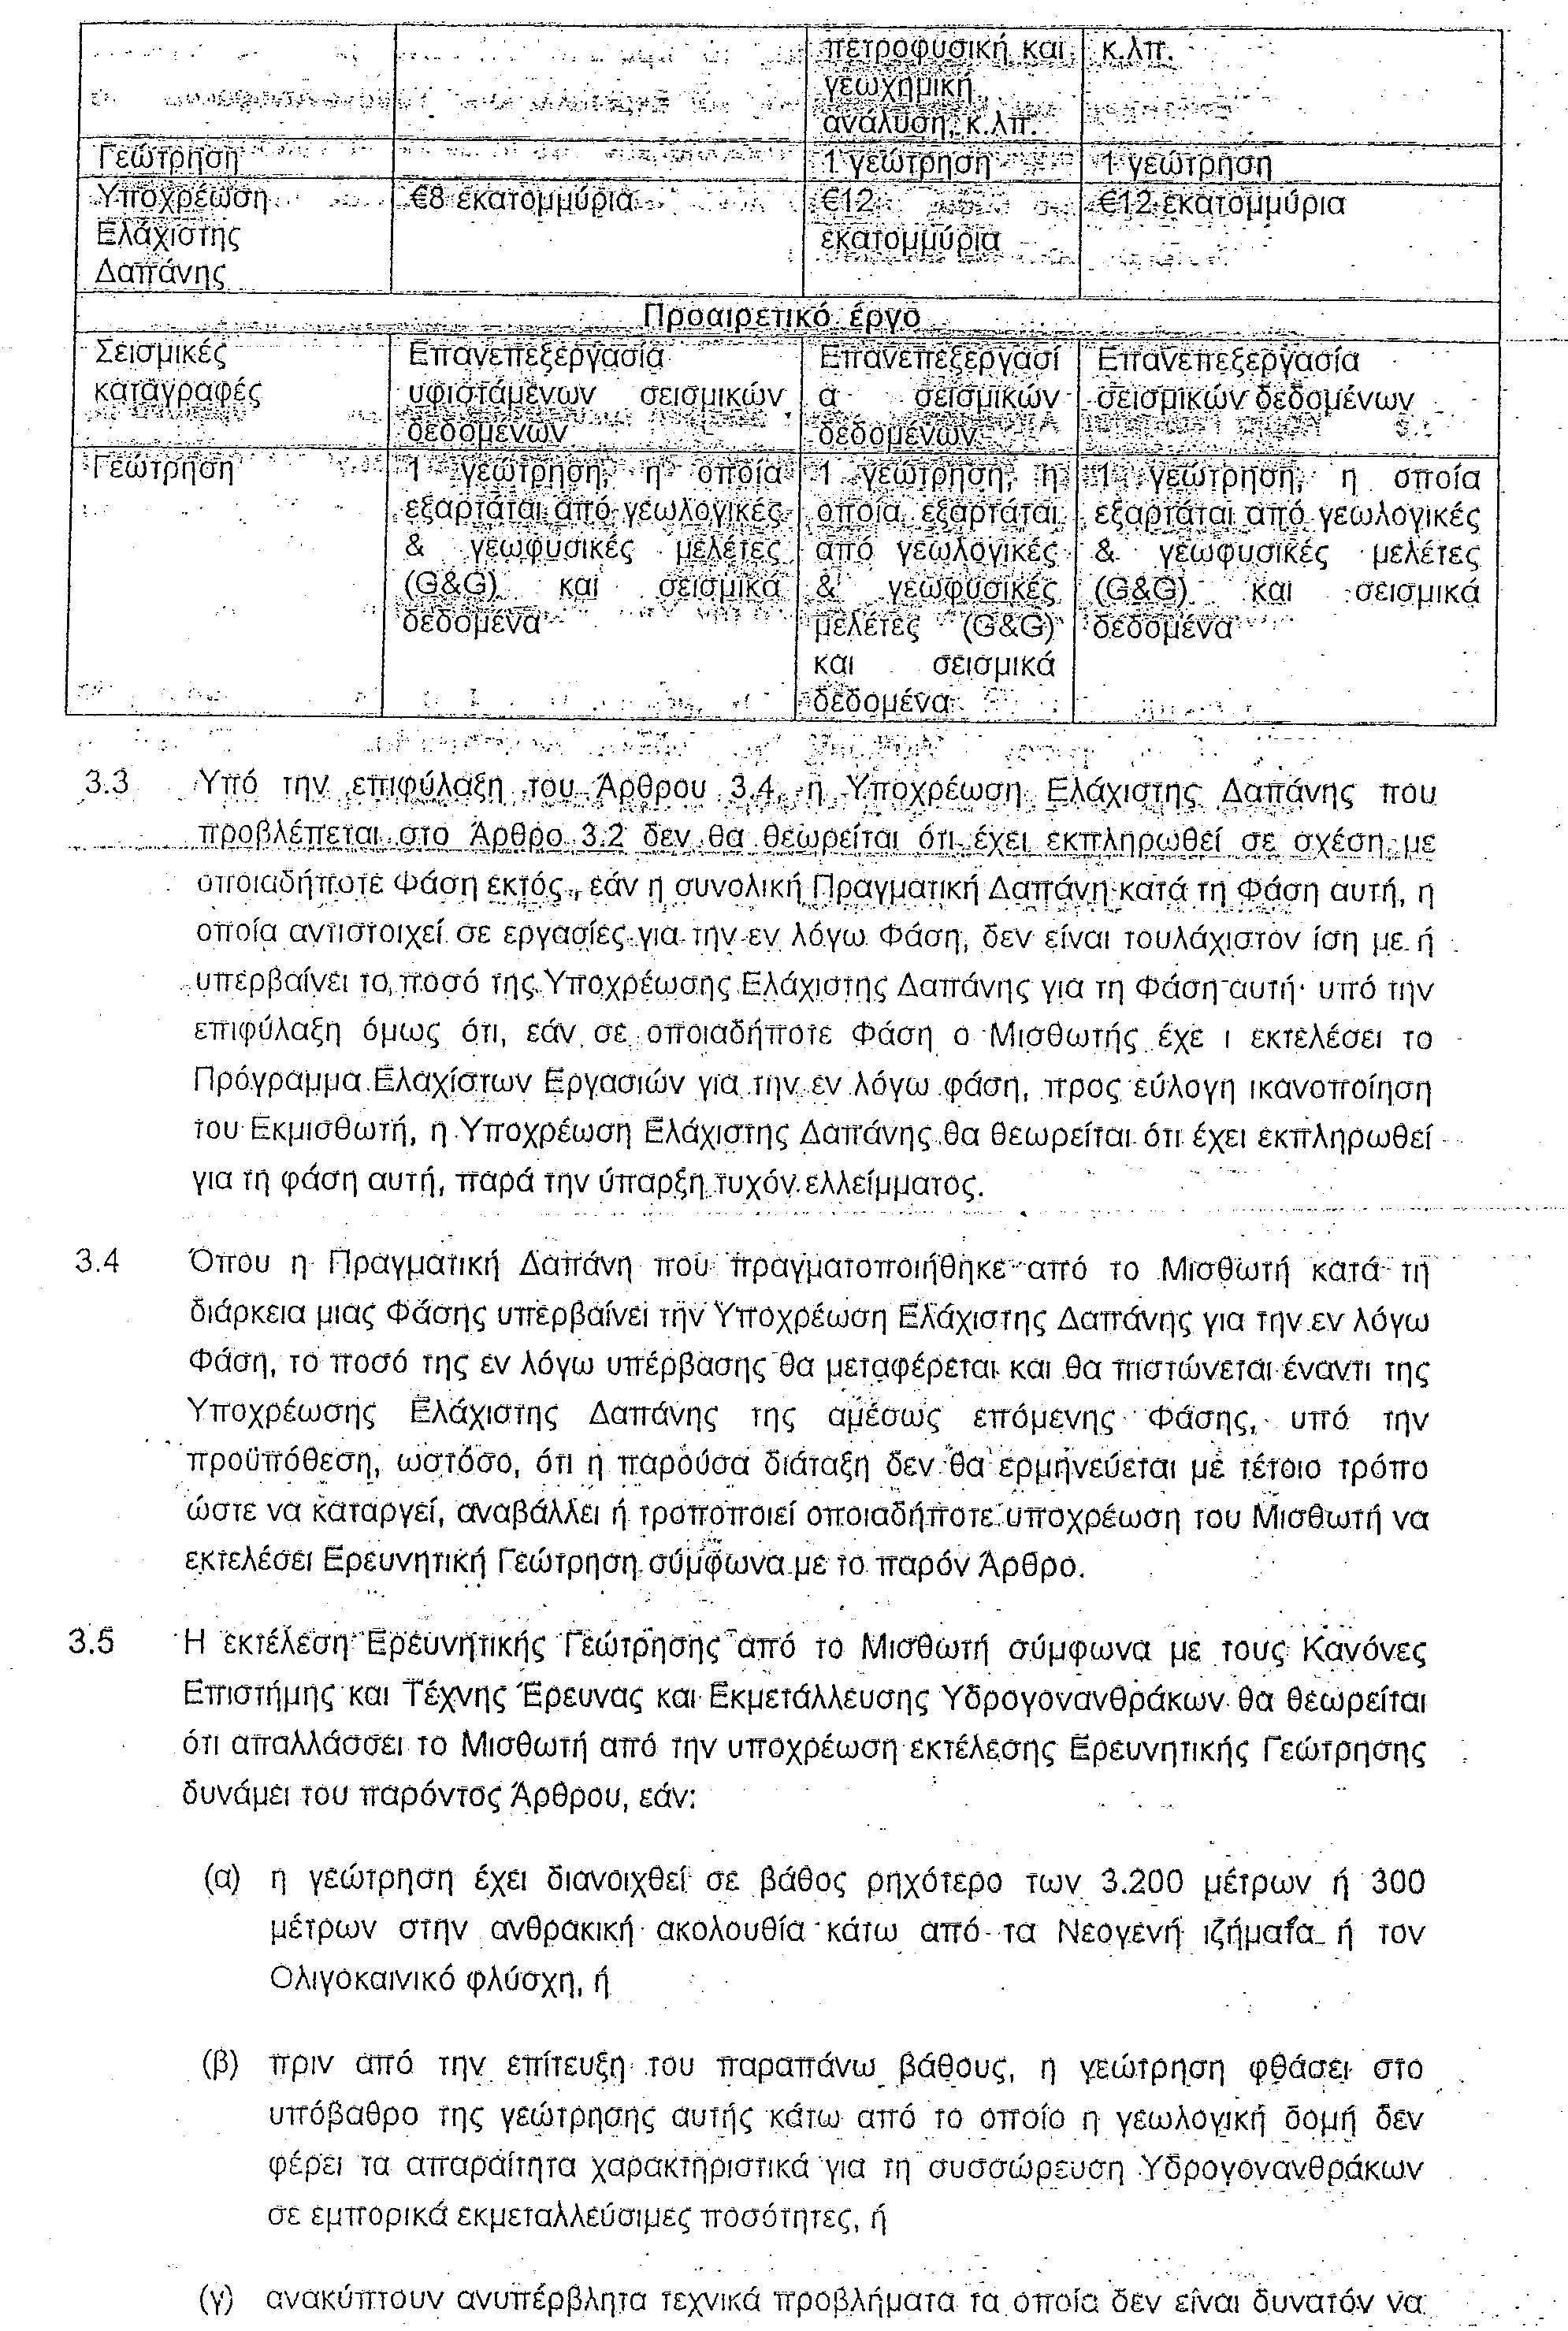 πετροφυσική και κ.λπ.
γεωχημική
ανάλυση, κ.λπ.
Γεώτρηση 1 γεώτρηση 1 γεώτρηση
Υποχρέωση €8 εκατομμύρια €12 €12 εκατομμύρια
Ελάχιστης εκατομμύρια
Δαπάνης
Προαιρετικό έργο
Σεισμικές Επανεπεξεργασία Επανεπεξεργασί Επανεπεξεργασία
καταγραφές υφιστάμενων σεισμικών α σεισμικών σεισμικών δεδομένων
δεδομένων δεδομένων
Γεώτρηση 1 γεώτρηση, η οποία 1 γεώτρηση, η 1 γεώτρηση, η οποία
εξαρτάται από γεωλογικές οποία εξαρτάται εξαρτάται από γεωλογικές
& γεωφυσικές μελέτες από γεωλογικές & γεωφυσικές μελέτες
(G&G) και σεισμικά & γεωφυσικές (G&G) και σεισμικά
δεδομένα μελέτες (G&G) δεδομένα
και σεισμικά
δεδομένα
3.3 Υπό την επιφύλαξη του Άρθρου 3.4, η Υποχρέωση Ελάχιστης Δαπάνης που
προβλέπεται στο Άρθρο 3.2 δεν θα θεωρείται ότι έχει εκπληρωθεί σε σχέση με
οποιαδήποτε Φάση εκτός, εάν η συνολική Πραγματική Δαπάνη κατά τη Φάση αυτή, η
οποία αντιστοιχεί σε εργασίες για την εν λόγω Φάση, δεν είναι τουλάχιστον ίση με ή
υπερβαίνει το ποσό της Υποχρέωσης Ελάχιστης Δαπάνης για τη Φάση αυτή· υπό την
επιφύλαξη όμως ότι, εάν σε οποιαδήποτε Φάση ο Μισθωτής έχε ι εκτελέσει το
Πρόγραμμα Ελαχίστων Εργασιών για την εν λόγω φάση, προς εύλογη ικανοποίηση
του Εκμισθωτή, η Υποχρέωση Ελάχιστης Δαπάνης θα θεωρείται ότι έχει εκπληρωθεί
για τη φάση αυτή, παρά την ύπαρξη τυχόν ελλείμματος.
3.4 Όπου η Πραγματική Δαπάνη που πραγματοποιήθηκε από το Μισθωτή κατά τη
διάρκεια μιας Φάσης υπερβαίνει την Υποχρέωση Ελάχιστης Δαπάνης για την εν λόγω
Φάση, το ποσό της εν λόγω υπέρβασης θα μεταφέρεται και θα πιστώνεται έναντι της
Υποχρέωσης Ελάχιστης Δαπάνης της αμέσως επόμενης Φάσης, υπό την
προϋπόθεση, ωστόσο, ότι η παρούσα διάταξη δεν θα ερμηνεύεται με τέτοιο τρόπο
ώστε να καταργεί, αναβάλλει ή τροποποιεί οποιαδήποτε υποχρέωση του Μισθωτή να
εκτελέσει Ερευνητική Γεώτρηση σύμφωνα με το παρόν Άρθρο.
3.5 Η εκτέλεση Ερευνητικής Γεώτρησης από το Μισθωτή σύμφωνα με τους Κανόνες
Επιστήμης και Τέχνης Έρευνας και Εκμετάλλευσης Υδρογονανθράκων θα θεωρείται
ότι απαλλάσσει το Μισθωτή από την υποχρέωση εκτέλεσης Ερευνητικής Γεώτρησης
δυνάμει του παρόντος Άρθρου, εάν:
(α) η γεώτρηση έχει διανοιχθεί σε βάθος ρηχότερο των 3.200 μέτρων ή 300
μέτρων στην ανθρακική ακολουθία κάτω από τα Νεογενή ιζήματα ή τον
Ολιγοκαινικό φλύσχη, ή
(β) πριν από την επίτευξη του παραπάνω βάθους, η γεώτρηση φθάσει στο
υπόβαθρο της γεώτρησης αυτής κάτω από το οποίο η γεωλογική δομή δεν
φέρει τα απαραίτητα χαρακτηριστικά για τη συσσώρευση Υδρογονανθράκων
σε εμπορικά εκμεταλλεύσιμες ποσότητες, ή
(γ) ανακύπτουν ανυπέρβλητα τεχνικά προβλήματα τα οποία δεν είναι δυνατόν να